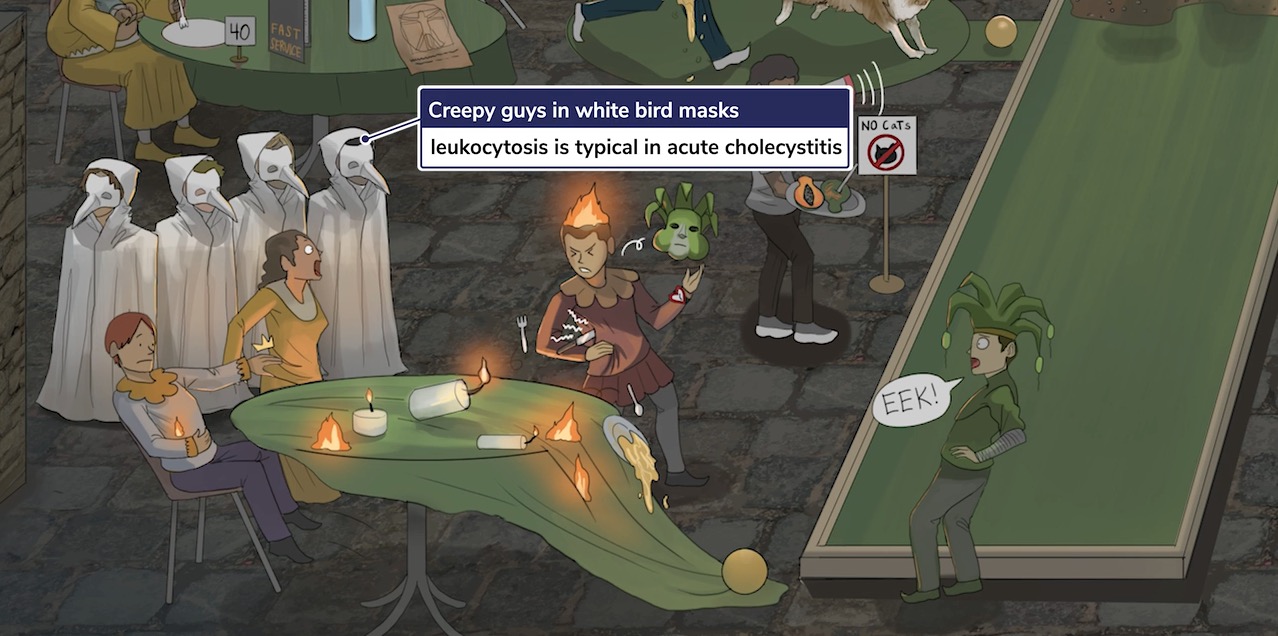 40
FAST
SERVICE
Creepy guys in white bird masks
leukocytosis is typical in acute cholecystitis
NO CATS
EEK!